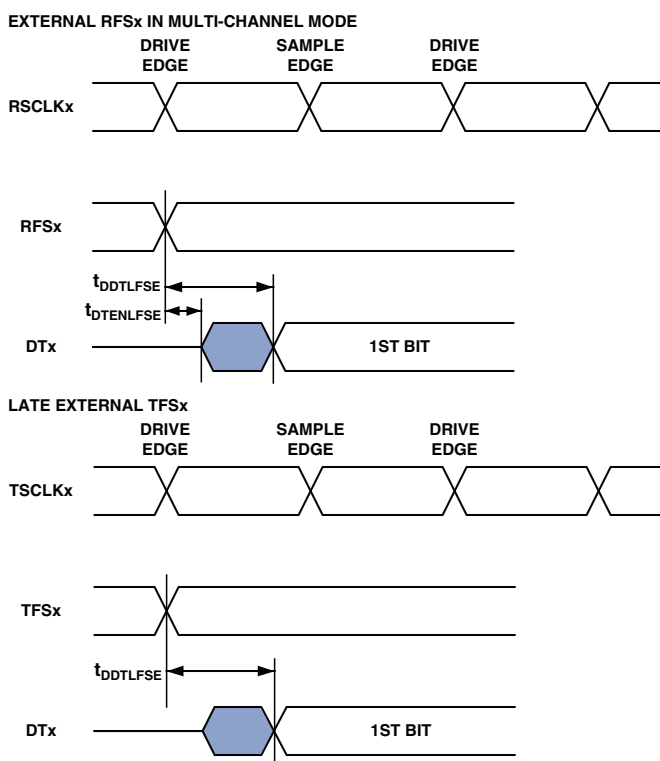 EXTERNAL RFSx IN MULTI-CHANNEL MODE
DRIVE EDGE
SAMPLE EDGE
DRIVE EDGE
RSCLKx
RFSx
tDDTLFSE
tDTENLFSE
DTx
1ST BIT
LATE EXTERNAL TFSx
DRIVE EDGE
SAMPLE EDGE
DRIVE EDGE
TSCLKx
TFSx
tDDTLFSE
DTx
1ST BIT